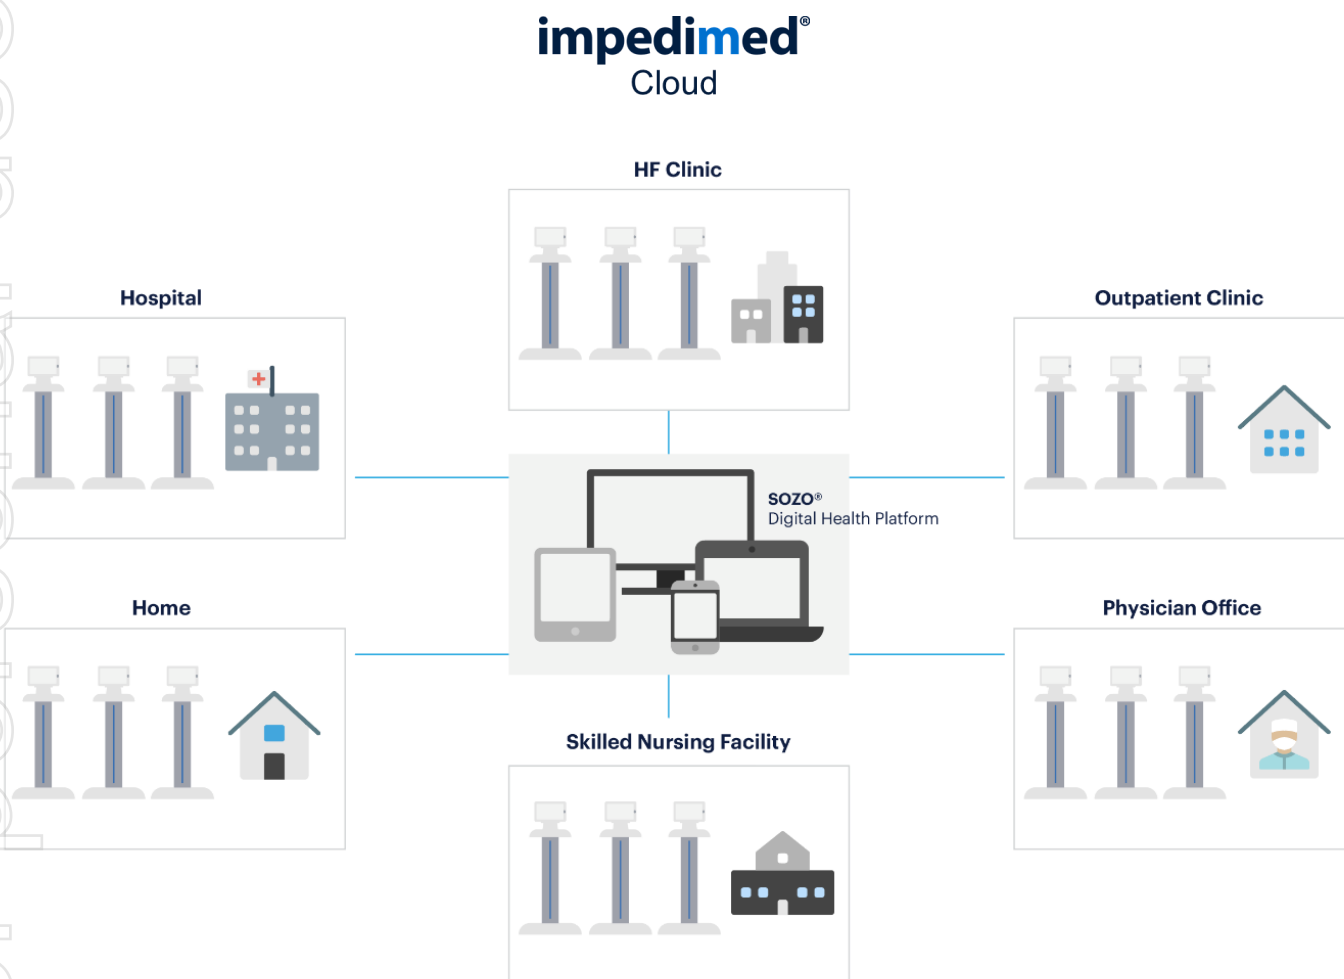 impedimed®
Cloud
HF Clinic
Hospital
Outpatient Clinic
SOZO®
Digital Health Platform
Home
Physician Office
Skilled Nursing Facility